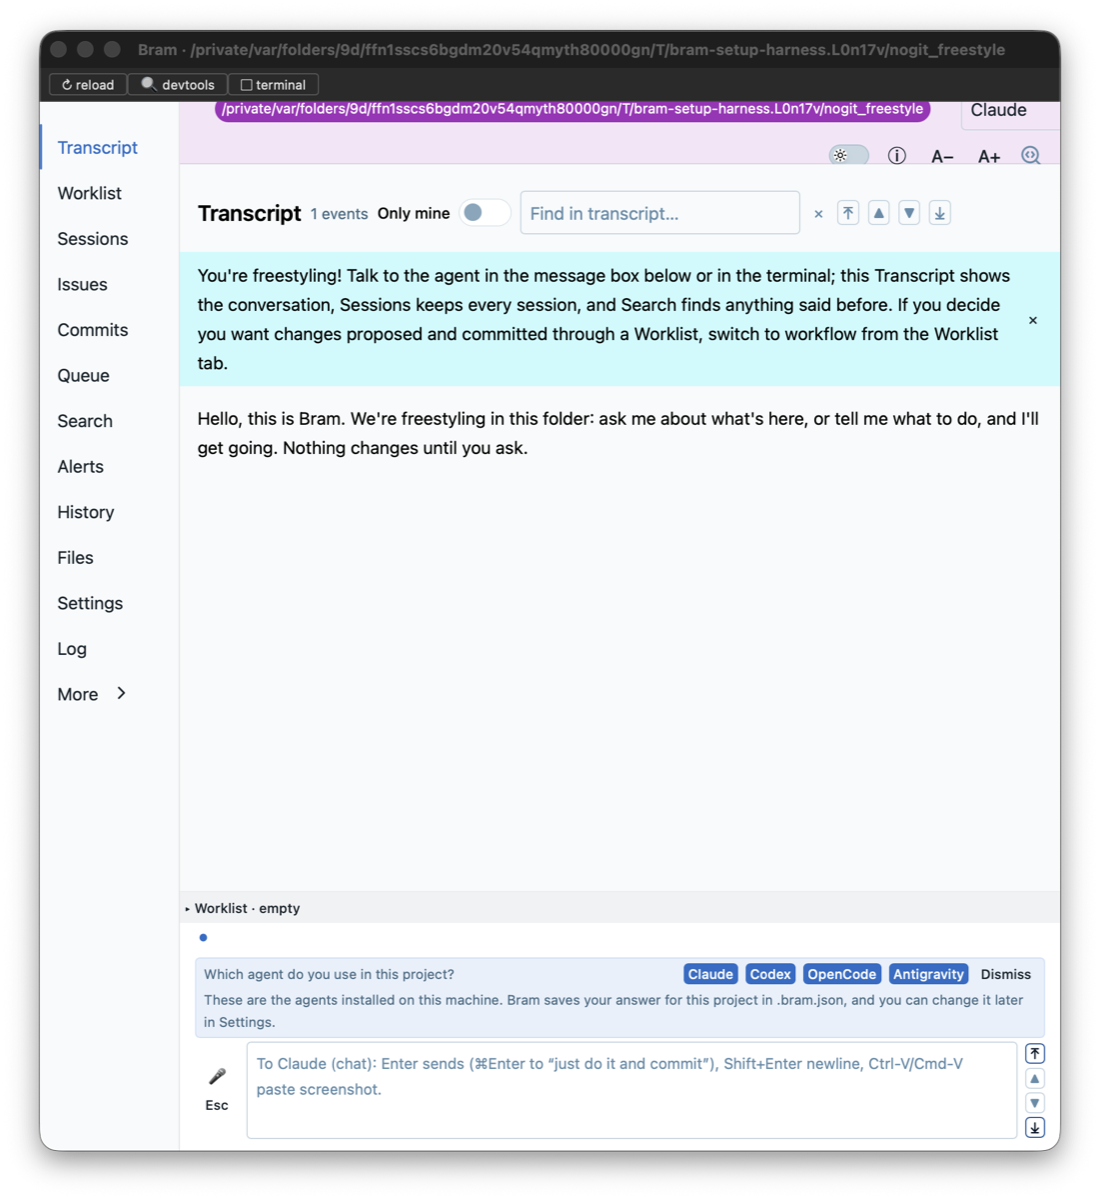 Bram · /private/var/folders/9d/ffn1sscs6bgdm20v54qmyth80000gn/T/bram-setup-harness.L0n17v/nogit_freestyle
reload
devtools
terminal
/private/var/folders/9d/ffn1sscs6bgdm20v54qmyth80000gn/T/bram-setup-harness.L0n17v/nogit_freestyle
Claude
A− A+
Transcript
Worklist
Sessions
Issues
Commits
Queue
Search
Alerts
History
Files
Settings
Log
More
Transcript 1 events Only mine Find in transcript... ×
You're freestyling! Talk to the agent in the message box below or in the terminal; this Transcript shows
the conversation, Sessions keeps every session, and Search finds anything said before. If you decide
you want changes proposed and committed through a Worklist, switch to workflow from the Worklist
tab.
×
Hello, this is Bram. We're freestyling in this folder: ask me about what's here, or tell me what to do, and I'll
get going. Nothing changes until you ask.
Worklist · empty
Which agent do you use in this project? Claude Codex OpenCode Antigravity Dismiss
These are the agents installed on this machine. Bram saves your answer for this project in .bram.json, and you can change it later
in Settings.
Esc
To Claude (chat): Enter sends (⌘Enter to “just do it and commit”), Shift+Enter newline, Ctrl-V/Cmd-V
paste screenshot.